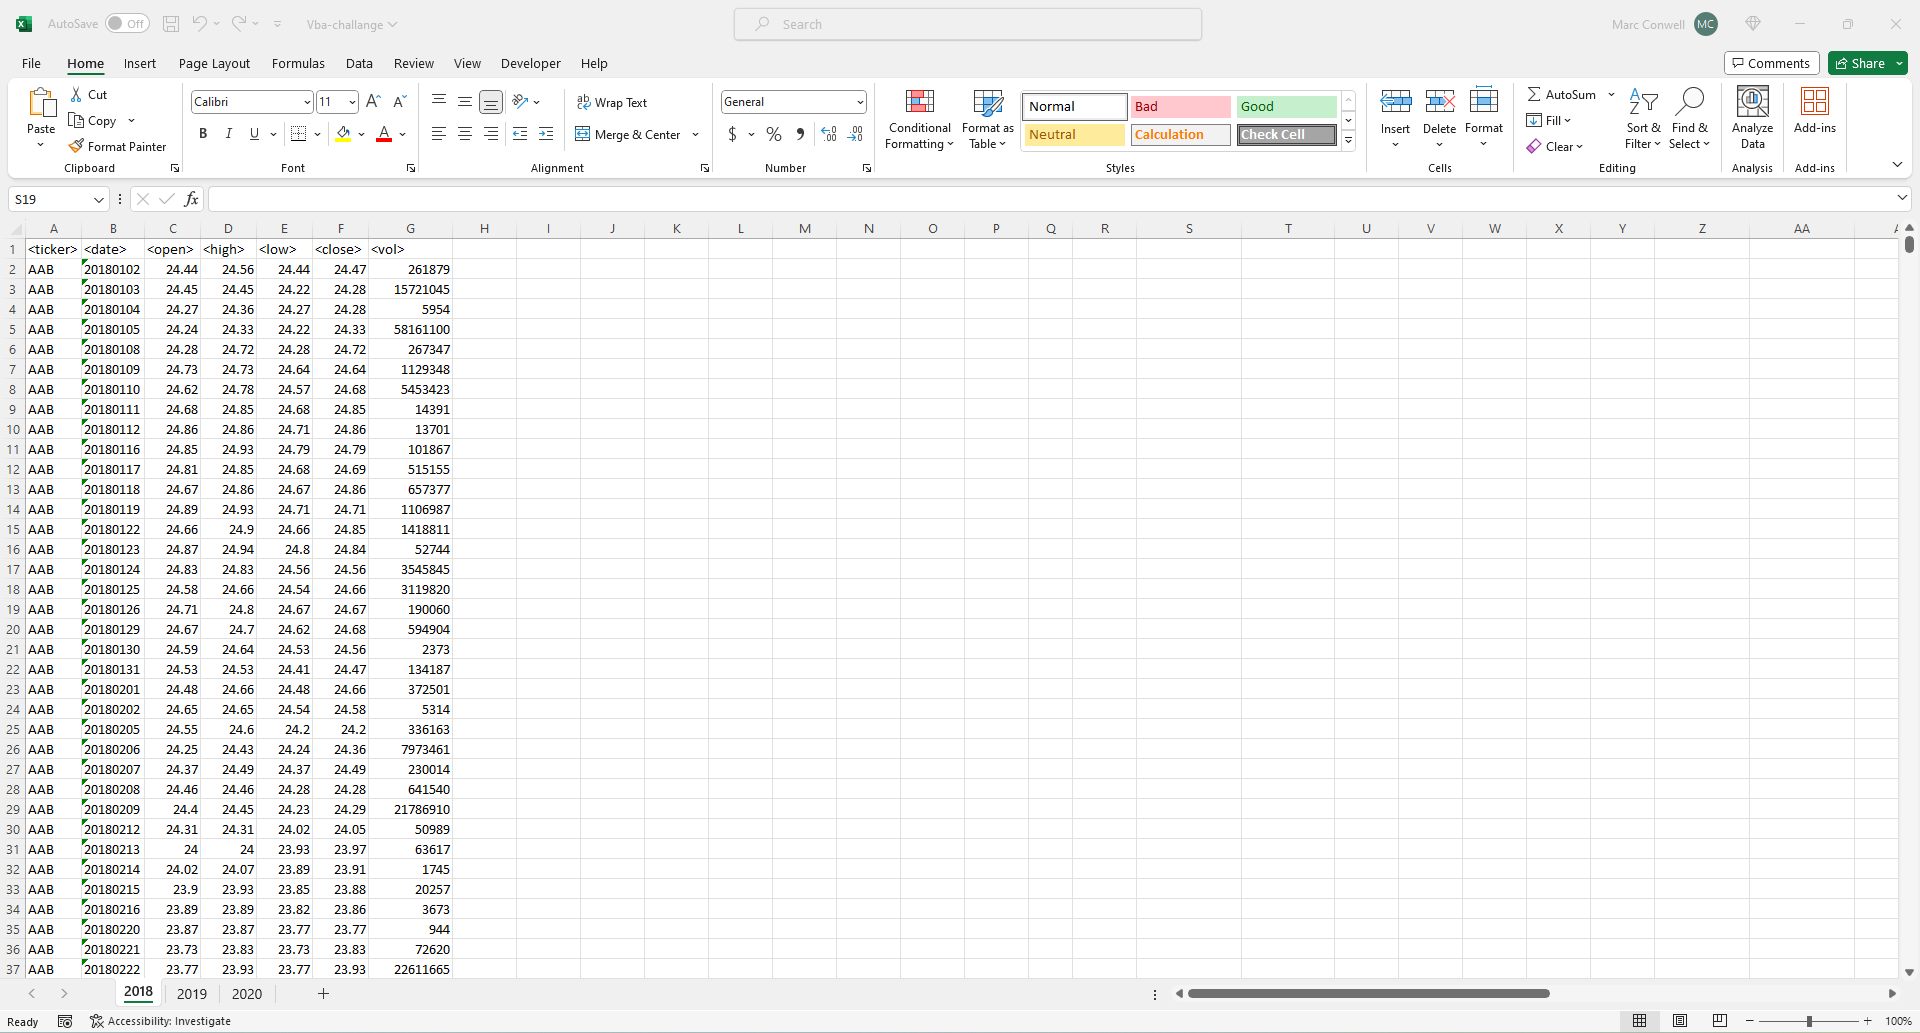 AutoSave Off Vba-challange Search Marc Conwell MC
File Home Insert Page Layout Formulas Data Review View Developer Help Comments Share
Paste Cut Copy Format Painter Clipboard
Calibri 11 B I U A Font
ab Wrap Text Merge & Center Alignment
General $ % , Number
Conditional Formatting Format as Table Normal Bad Good Neutral Calculation Check Cell Styles
Insert Delete Format Cells
AutoSum Fill Clear Sort & Filter Find & Select Editing
Analyze Data Analysis
Add-ins Add-ins
S19 fx
A B C D E F G H I J K L M N O P Q R S T U V W X Y Z AA
1 <ticker> <date> <open> <high> <low> <close> <vol>
2 AAB 20180102 24.44 24.56 24.44 24.47 261879
3 AAB 20180103 24.45 24.45 24.22 24.28 15721045
4 AAB 20180104 24.27 24.36 24.27 24.28 5954
5 AAB 20180105 24.24 24.33 24.22 24.33 58161100
6 AAB 20180108 24.28 24.72 24.28 24.72 267347
7 AAB 20180109 24.73 24.73 24.64 24.64 1129348
8 AAB 20180110 24.62 24.78 24.57 24.68 5453423
9 AAB 20180111 24.68 24.85 24.68 24.85 14391
10 AAB 20180112 24.86 24.86 24.71 24.86 13701
11 AAB 20180116 24.85 24.93 24.79 24.79 101867
12 AAB 20180117 24.81 24.85 24.68 24.69 515155
13 AAB 20180118 24.67 24.86 24.67 24.86 657377
14 AAB 20180119 24.89 24.93 24.71 24.71 1106987
15 AAB 20180122 24.66 24.9 24.66 24.85 1418811
16 AAB 20180123 24.87 24.94 24.8 24.84 52744
17 AAB 20180124 24.83 24.83 24.56 24.56 3545845
18 AAB 20180125 24.58 24.66 24.54 24.66 3119820
19 AAB 20180126 24.71 24.8 24.67 24.67 190060
20 AAB 20180129 24.67 24.7 24.62 24.68 594904
21 AAB 20180130 24.59 24.64 24.53 24.56 2373
22 AAB 20180131 24.53 24.53 24.41 24.47 134187
23 AAB 20180201 24.48 24.66 24.48 24.66 372501
24 AAB 20180202 24.65 24.65 24.54 24.58 5314
25 AAB 20180205 24.55 24.6 24.2 24.2 336163
26 AAB 20180206 24.25 24.43 24.24 24.36 7973461
27 AAB 20180207 24.37 24.49 24.37 24.49 230014
28 AAB 20180208 24.46 24.46 24.28 24.28 641540
29 AAB 20180209 24.4 24.45 24.23 24.29 21786910
30 AAB 20180212 24.31 24.31 24.02 24.05 50989
31 AAB 20180213 24 24 23.93 23.97 63617
32 AAB 20180214 24.02 24.07 23.89 23.91 1745
33 AAB 20180215 23.9 23.93 23.85 23.88 20257
34 AAB 20180216 23.89 23.89 23.82 23.86 3673
35 AAB 20180220 23.87 23.87 23.77 23.77 944
36 AAB 20180221 23.73 23.83 23.73 23.83 72620
37 AAB 20180222 23.77 23.93 23.77 23.93 22611665
2018 2019 2020
Ready Accessibility: Investigate 100%